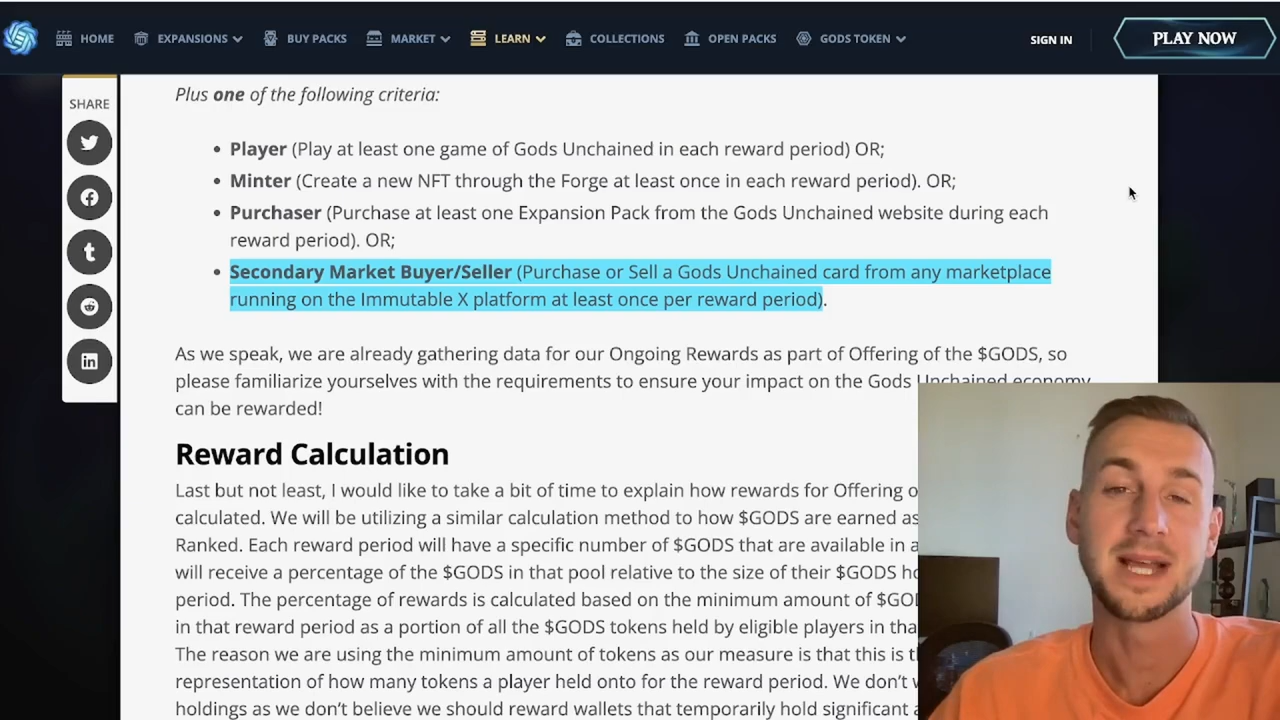 HOME EXPANSIONS BUY PACKS MARKET LEARN COLLECTIONS OPEN PACKS GODS TOKEN SIGN IN PLAY NOW
SHARE
Plus one of the following criteria:
Player (Play at least one game of Gods Unchained in each reward period) OR;
Minter (Create a new NFT through the Forge at least once in each reward period). OR;
Purchaser (Purchase at least one Expansion Pack from the Gods Unchained website during each
reward period). OR;
Secondary Market Buyer/Seller (Purchase or Sell a Gods Unchained card from any marketplace
running on the Immutable X platform at least once per reward period).
As we speak, we are already gathering data for our Ongoing Rewards as part of Offering of the $GODS, so
please familiarize yourselves with the requirements to ensure your impact on the Gods Unchained economy
can be rewarded!
Reward Calculation
Last but not least, I would like to take a bit of time to explain how rewards for Offering
calculated. We will be utilizing a similar calculation method to how $GODS are earned as
Ranked. Each reward period will have a specific number of $GODS that are available in
will receive a percentage of the $GODS in that pool relative to the size of their $GODS
period. The percentage of rewards is calculated based on the minimum amount of
in that reward period as a portion of all the $GODS tokens held by eligible players in
The reason we are using the minimum amount of tokens as our measure is that this is
representation of how many tokens a player held onto for the reward period. We don't
holdings as we don't believe we should reward wallets that temporarily hold significant